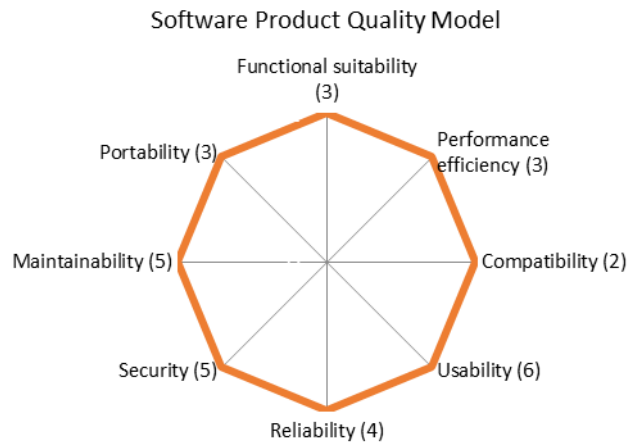 Software Product Quality Model
Functional suitability
(3)
Performance
efficiency (3)
Portability (3)
Maintainability (5)
Compatibility (2)
Security (5)
Usability (6)
Reliability (4)